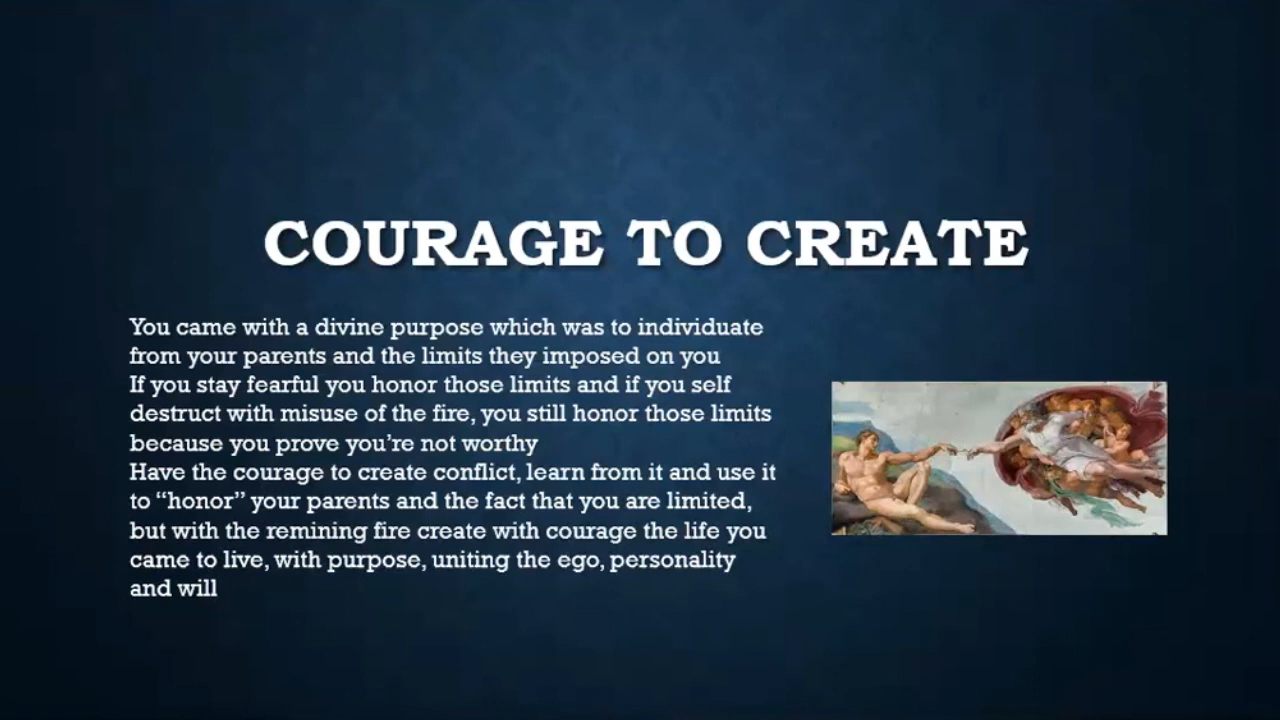 COURAGE TO CREATE
You came with a divine purpose which was to individuate
from your parents and the limits they imposed on you
If you stay fearful you honor those limits and if you self
destruct with misuse of the fire, you still honor those limits
because you prove you're not worthy
Have the courage to create conflict, learn from it and use it
to “honor” your parents and the fact that you are limited,
but with the remining fire create with courage the life you
came to live, with purpose, uniting the ego, personality
and will